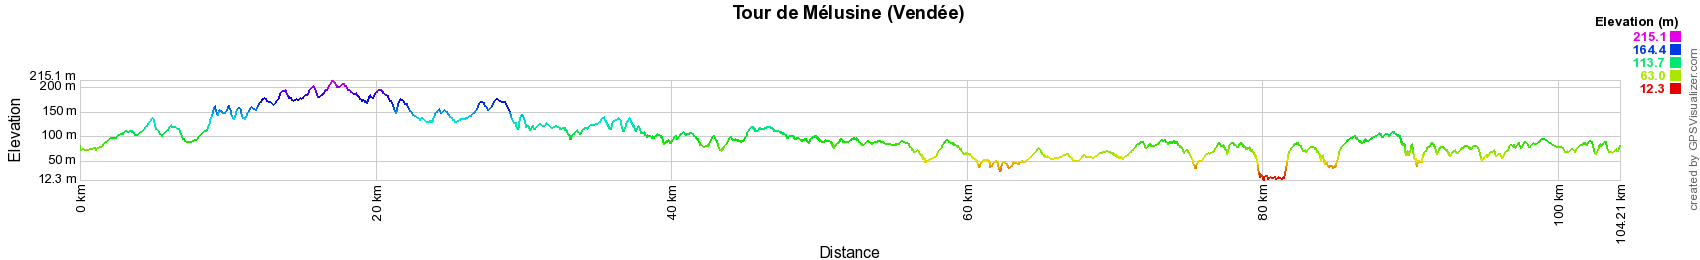 Tour de Mélusine (Vendée)
Elevation (m)
215.1
164.4
113.7
63.0
12.3
215.1 m
200 m
150 m
100 m
50 m
12.3 m
Elevation
0 km
20 km
40 km
60 km
80 km
100 km
104.21 km
Distance
created by GPSVisualizer.com